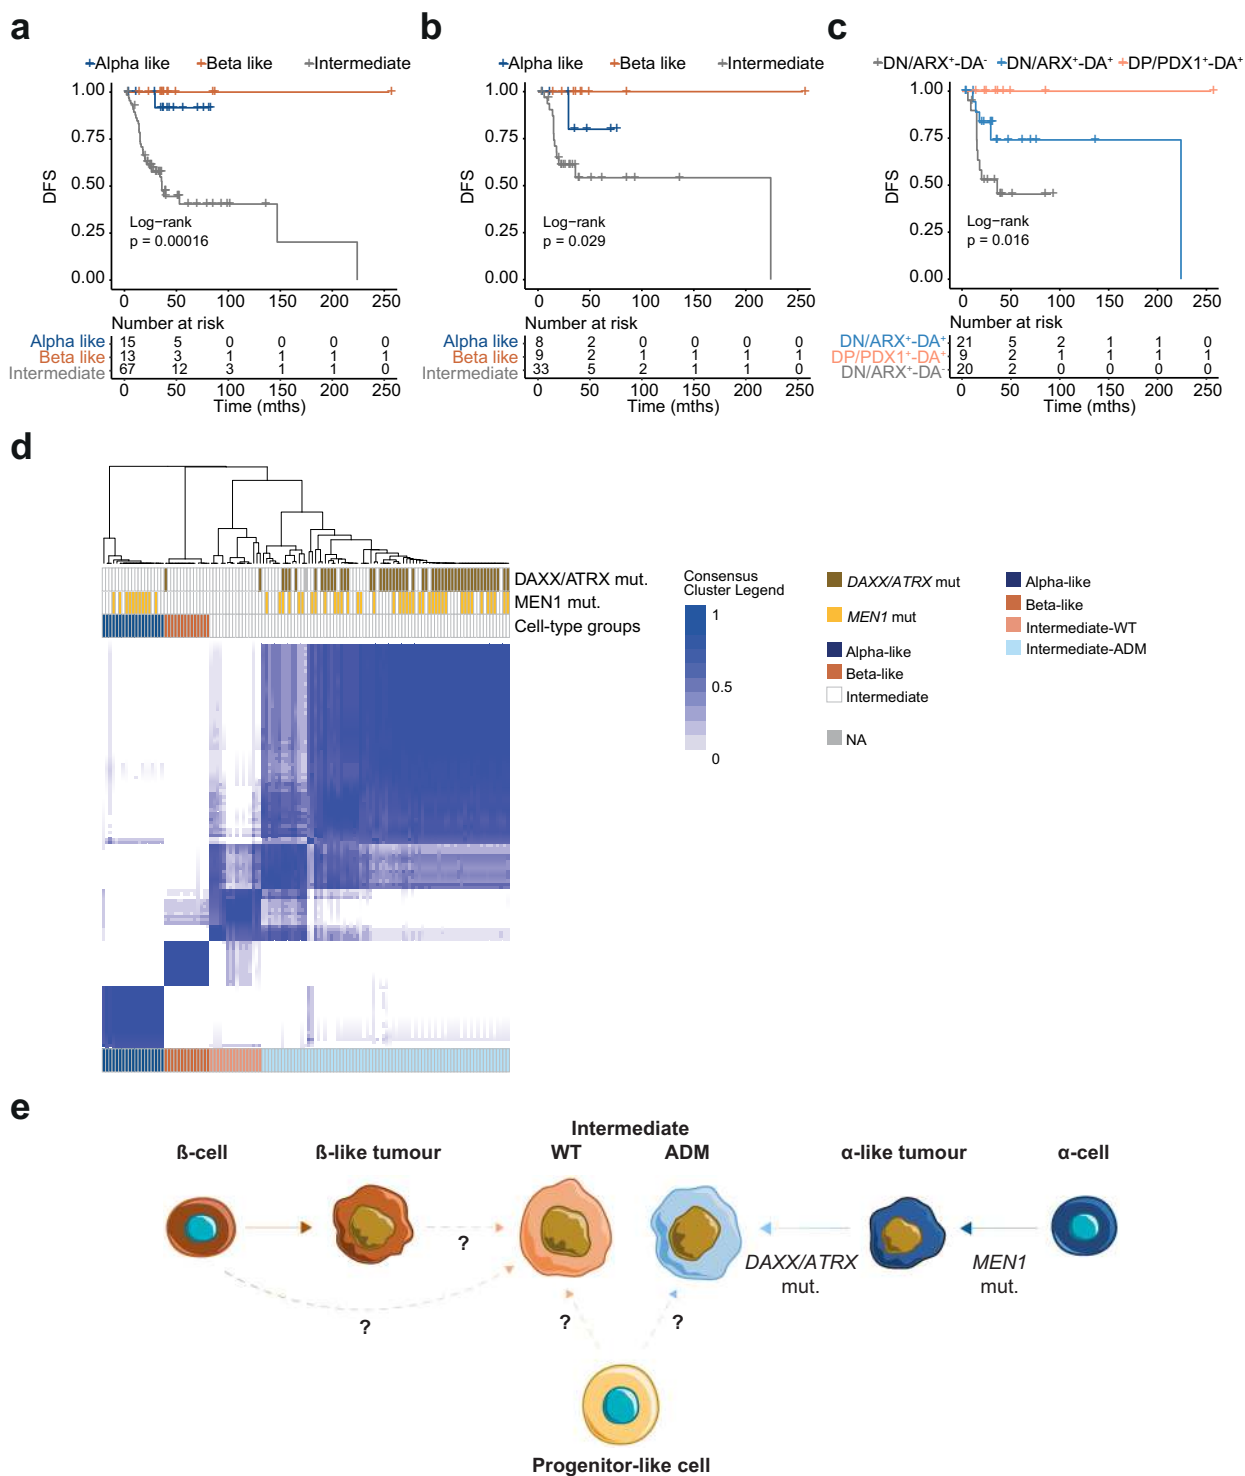 a
Alpha like Beta like Intermediate
1.00
0.75
0.50
0.25
0.00
DFS
Log−rank
p = 0.00016
0 50 100 150 200 250
Number at risk
Alpha like 15 5 0 0 0 0
Beta like 13 3 1 1 1 0
Intermediate 67 12 3 1 1 0
0 50 100 150 200 250
Time (mths)
b
Alpha like Beta like Intermediate
1.00
0.75
0.50
0.25
0.00
DFS
Log−rank
p = 0.029
0 50 100 150 200 250
Number at risk
Alpha like 8 2 0 0 0 0
Beta like 9 2 1 1 1 0
Intermediate 33 5 2 1 1 0
0 50 100 150 200 250
Time (mths)
c
DN/ARX⁺-DA⁻ DN/ARX⁺-DA⁺ DP/PDX1⁺-DA⁺
1.00
0.75
0.50
0.25
0.00
DFS
Log−rank
p = 0.016
0 50 100 150 200 250
Number at risk
DN/ARX⁺-DA⁺ 21 5 2 1 1 0
DP/PDX1⁺-DA⁺ 9 2 1 1 1 0
DN/ARX⁺-DA⁻ 20 2 0 0 0 0
0 50 100 150 200 250
Time (mths)
d
DAXX/ATRX mut.
MEN1 mut.
Cell-type groups
Consensus
Cluster Legend
1
0.5
0
DAXX/ATRX mut
MEN1 mut
Alpha-like
Beta-like
Intermediate
NA
Alpha-like
Beta-like
Intermediate-WT
Intermediate-ADM
e
Intermediate
ß-cell ß-like tumour WT ADM α-like tumour α-cell
?
DAXX/ATRX
mut.
MEN1
mut.
?
?
?
Progenitor-like cell